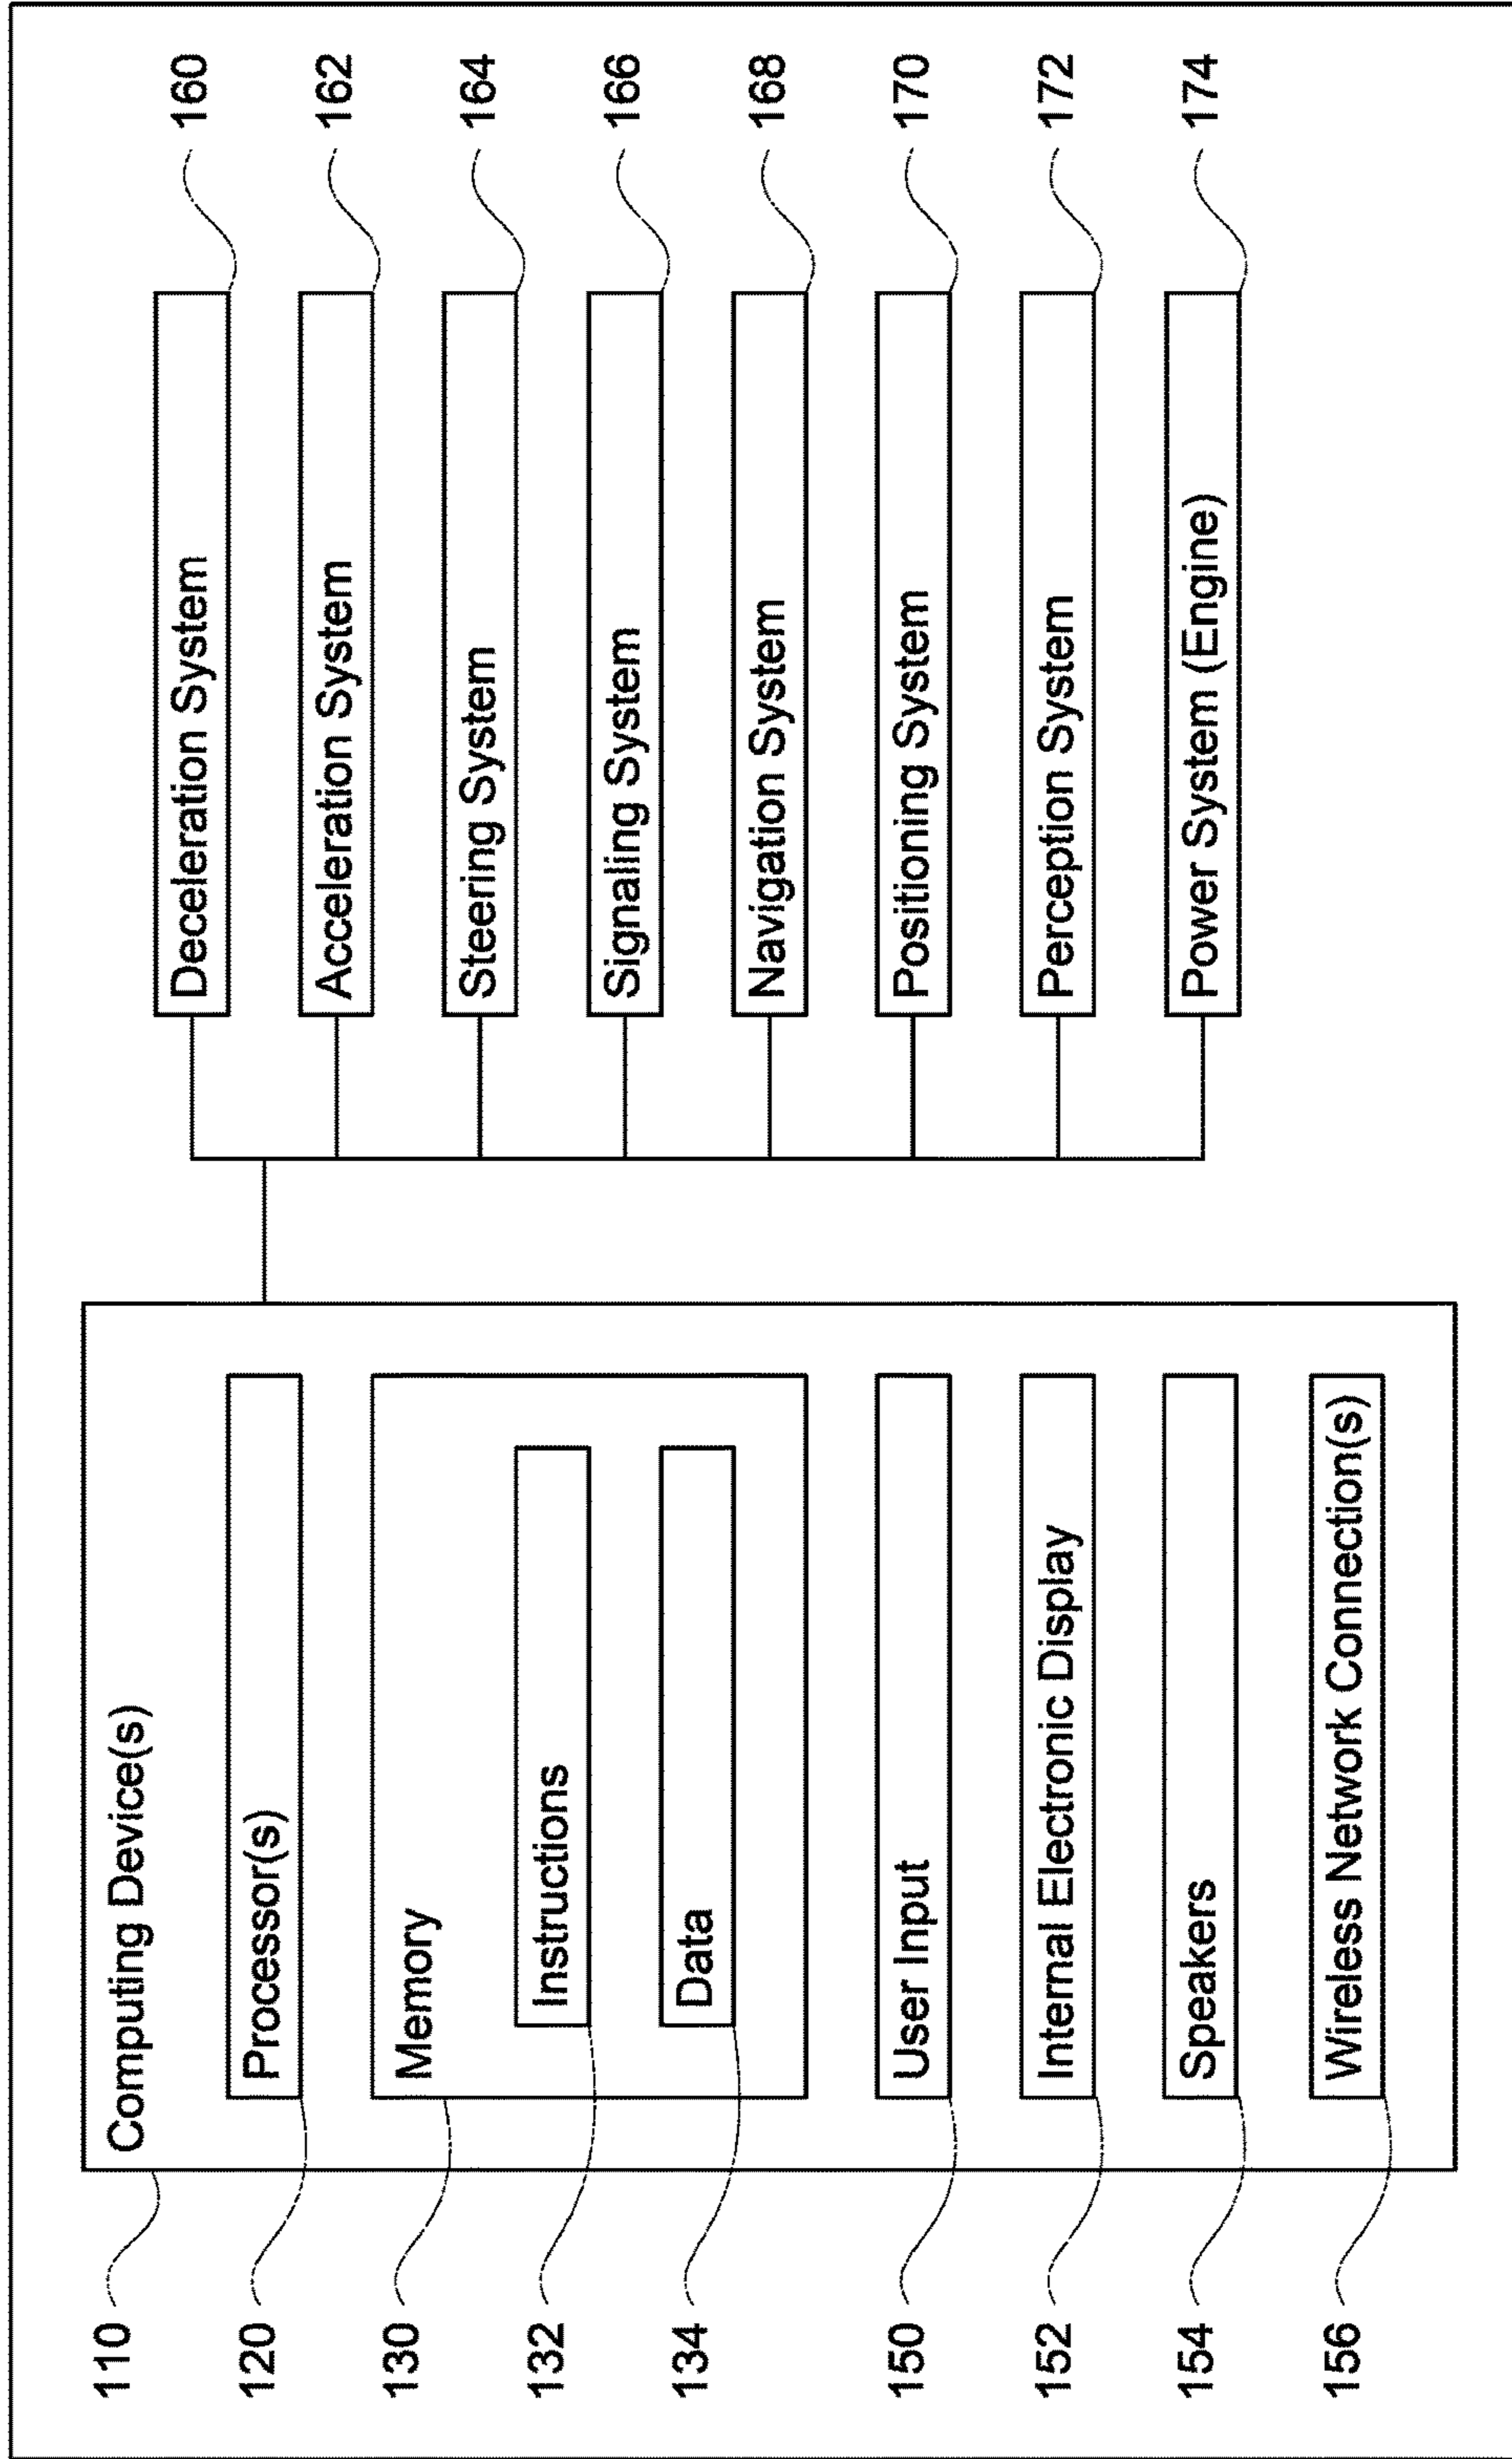 110
Computing Device(s)
120
Processor(s)
130
Memory
132
Instructions
134
Data
150
User Input
152
Internal Electronic Display
154
Speakers
156
Wireless Network Connection(s)
Deceleration System
160
Acceleration System
162
Steering System
164
Signaling System
166
Navigation System
168
Positioning System
170
Perception System
172
Power System (Engine)
174